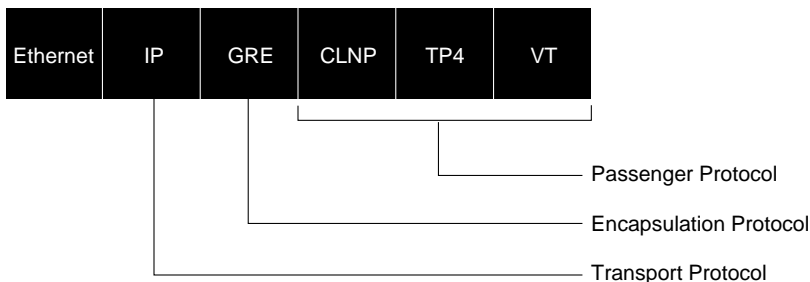 Ethernet IP GRE CLNP TP4 VT
Passenger Protocol
Encapsulation Protocol
Transport Protocol